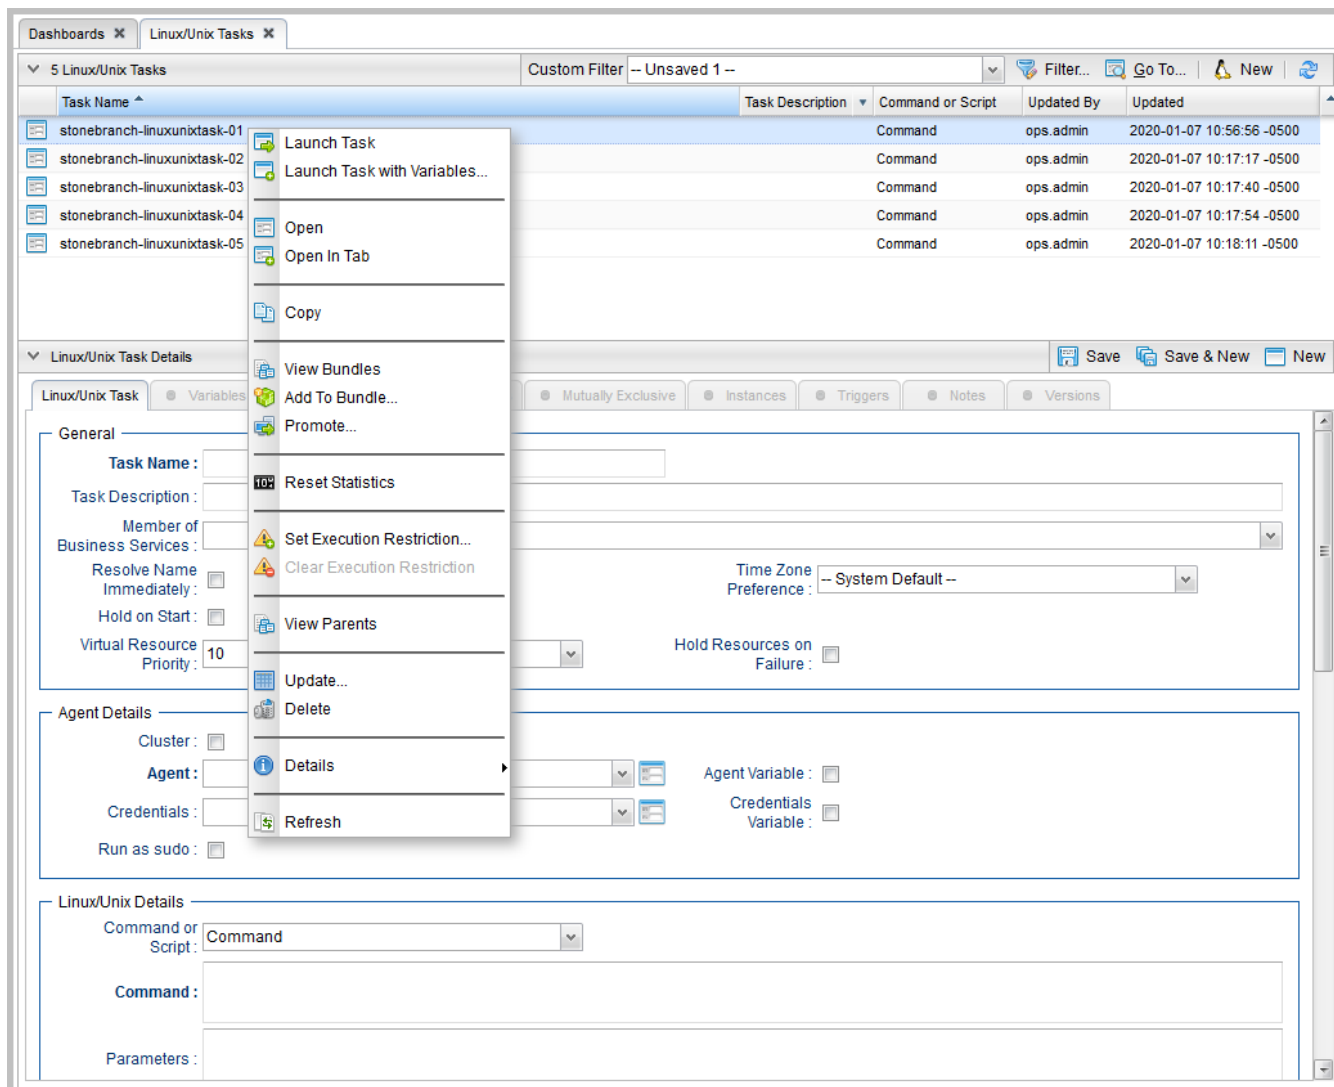 Dashboards
Linux/Unix Tasks
5 Linux/Unix Tasks
Custom Filter -- Unsaved 1 -- Filter... Go To... New
Task Name Task Description Command or Script Updated By Updated
stonebranch-linuxunixtask-01 Command ops.admin 2020-01-07 10:56:56 -0500
stonebranch-linuxunixtask-02 Command ops.admin 2020-01-07 10:17:17 -0500
stonebranch-linuxunixtask-03 Command ops.admin 2020-01-07 10:17:40 -0500
stonebranch-linuxunixtask-04 Command ops.admin 2020-01-07 10:17:54 -0500
stonebranch-linuxunixtask-05 Command ops.admin 2020-01-07 10:18:11 -0500
Launch Task
Launch Task with Variables...
Open
Open In Tab
Copy
View Bundles
Add To Bundle...
Promote...
Reset Statistics
Set Execution Restriction...
Clear Execution Restriction
View Parents
Update...
Delete
Details
Refresh
Linux/Unix Task Details Save Save & New New
Linux/Unix Task Variables Mutually Exclusive Instances Triggers Notes Versions
General
Task Name :
Task Description :
Member of
Business Services :
Resolve Name
Immediately :
Time Zone
Preference : -- System Default --
Hold on Start :
Virtual Resource
Priority : 10
Hold Resources on
Failure :
Agent Details
Cluster :
Agent : Agent Variable :
Credentials :
Credentials
Variable :
Run as sudo :
Linux/Unix Details
Command or
Script : Command
Command :
Parameters :